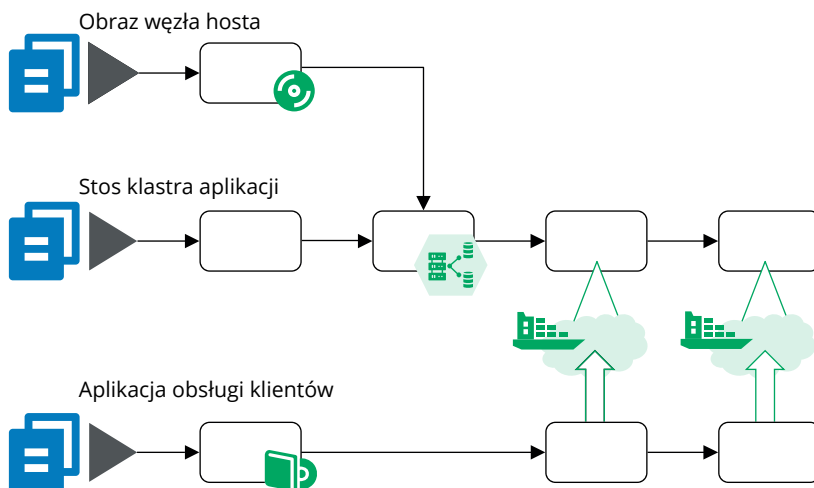 Obraz węzła hosta
Stos klastra aplikacji
Aplikacja obsługi klientów